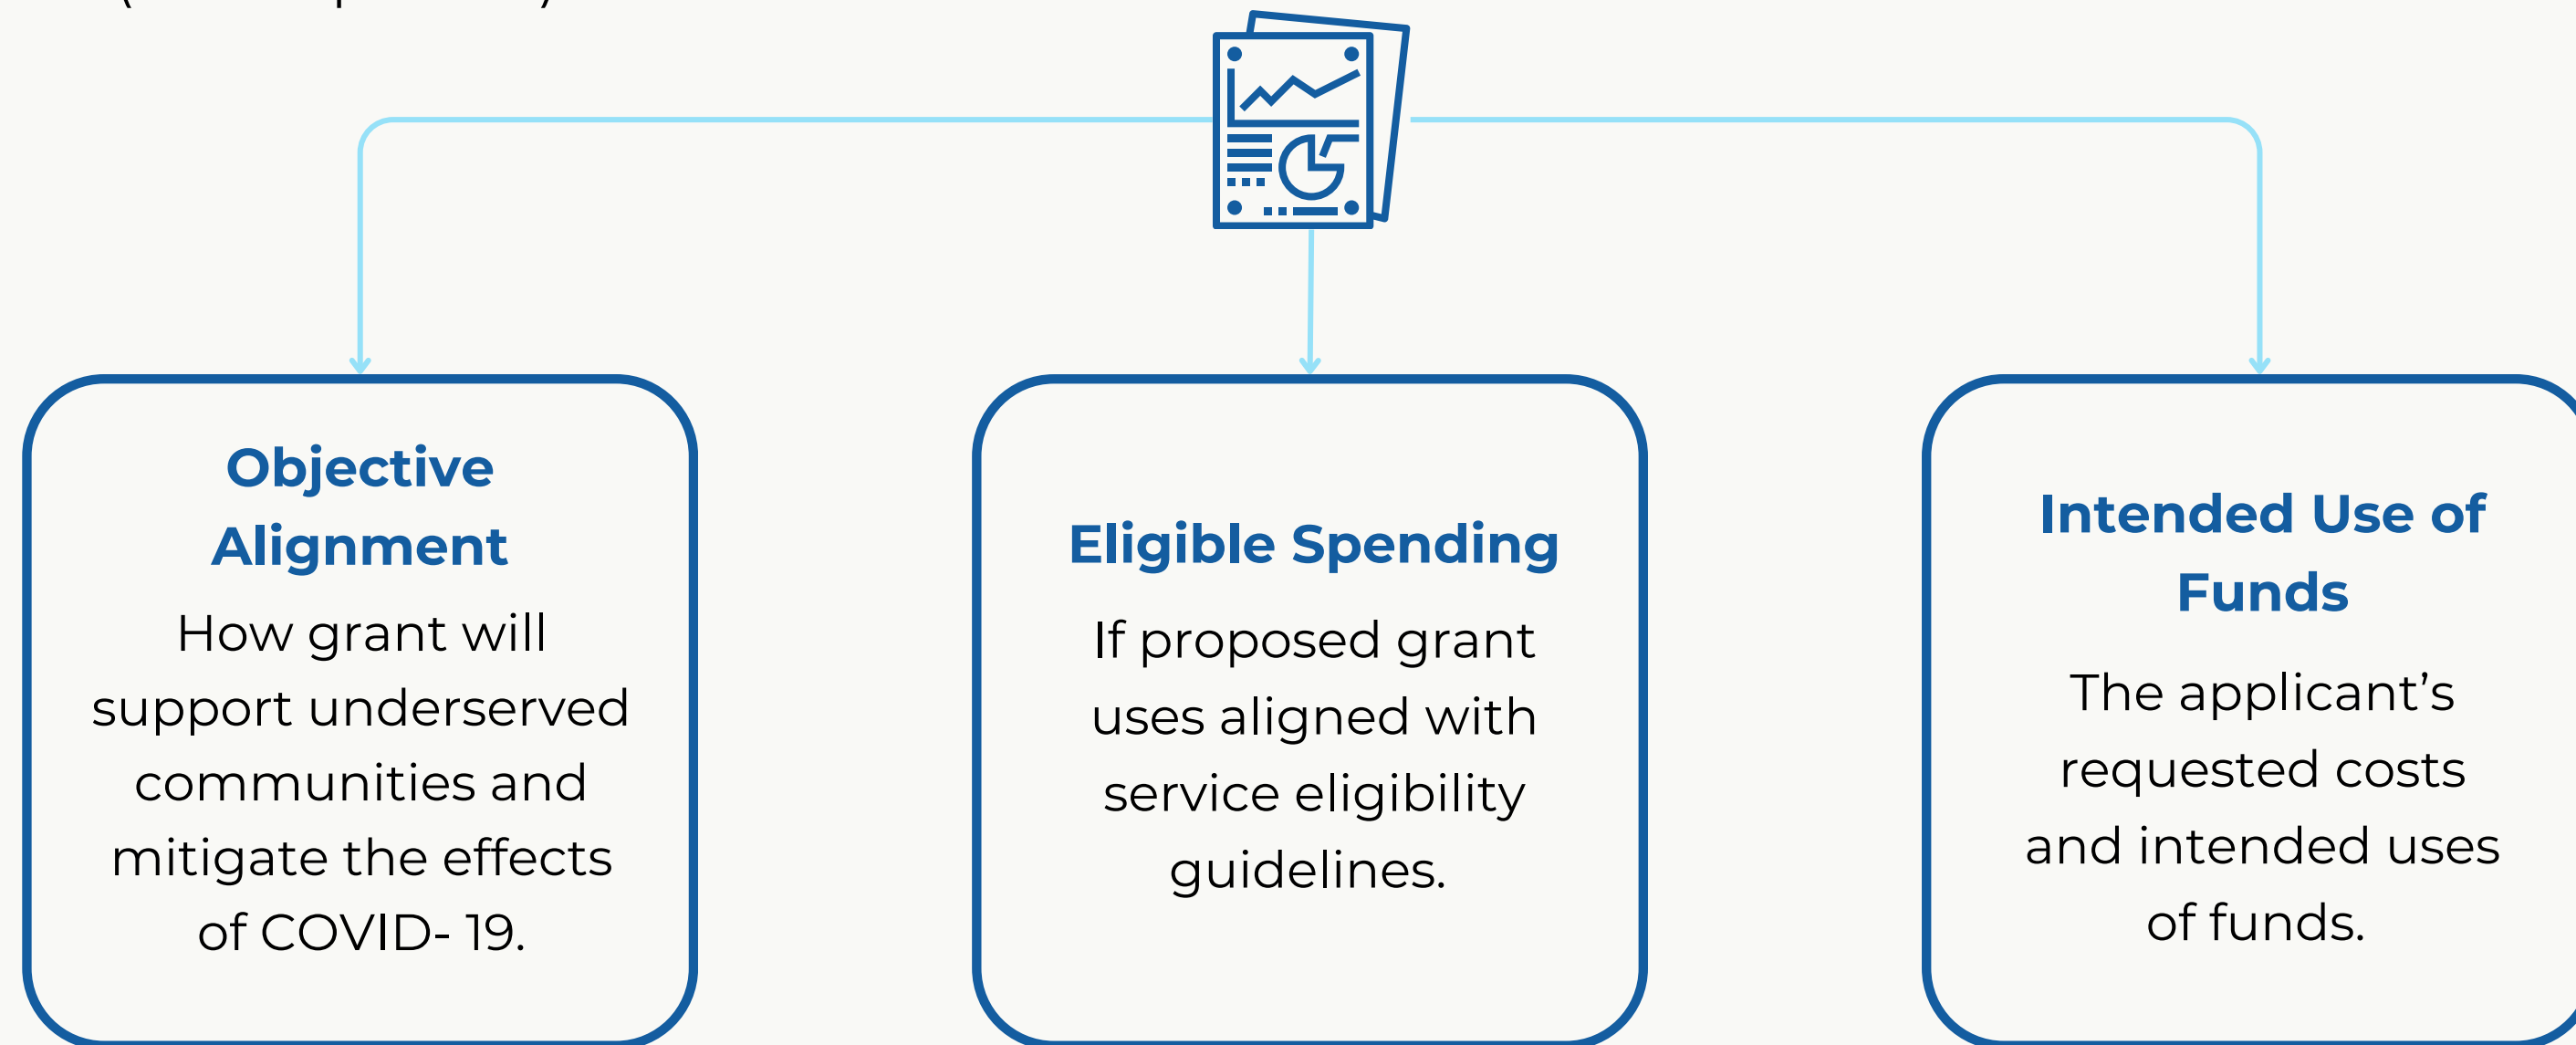 Objective
Alignment
How grant will
support underserved
communities and
mitigate the effects
of COVID- 19.
Eligible Spending
If proposed grant
uses aligned with
service eligibility
guidelines.
Intended Use of
Funds
The applicant’s
requested costs
and intended uses
of funds.